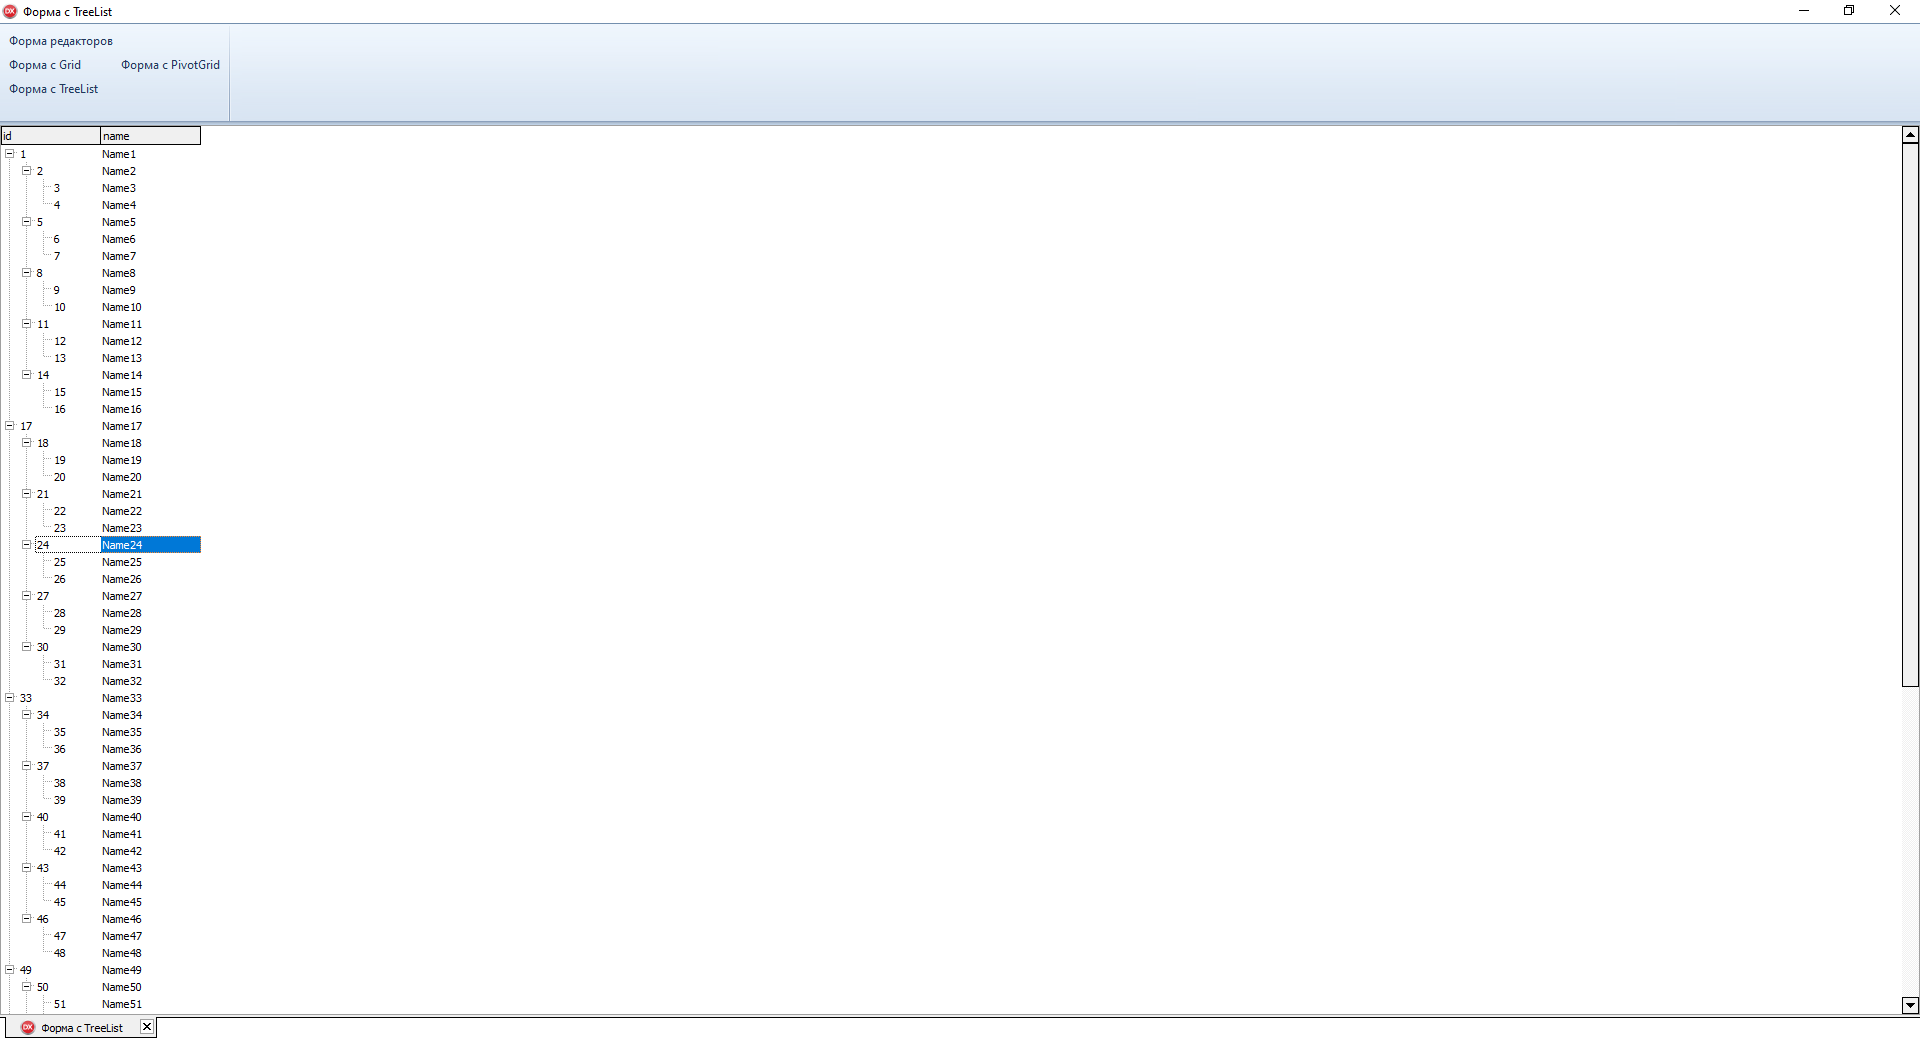 Форма с TreeList
Форма редакторов
Форма с Grid Форма с PivotGrid
Форма с TreeList
id name
1 Name1
2 Name2
3 Name3
4 Name4
5 Name5
6 Name6
7 Name7
8 Name8
9 Name9
10 Name10
11 Name11
12 Name12
13 Name13
14 Name14
15 Name15
16 Name16
17 Name17
18 Name18
19 Name19
20 Name20
21 Name21
22 Name22
23 Name23
24 Name24
25 Name25
26 Name26
27 Name27
28 Name28
29 Name29
30 Name30
31 Name31
32 Name32
33 Name33
34 Name34
35 Name35
36 Name36
37 Name37
38 Name38
39 Name39
40 Name40
41 Name41
42 Name42
43 Name43
44 Name44
45 Name45
46 Name46
47 Name47
48 Name48
49 Name49
50 Name50
51 Name51
DX Форма с TreeList